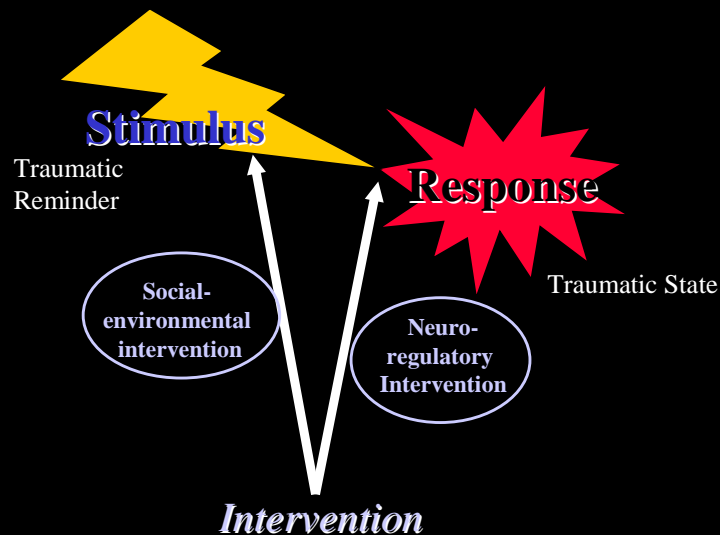 Stimulus
Traumatic
Reminder
Response
Traumatic State
Social-
environmental
intervention
Neuro-
regulatory
Intervention
Intervention